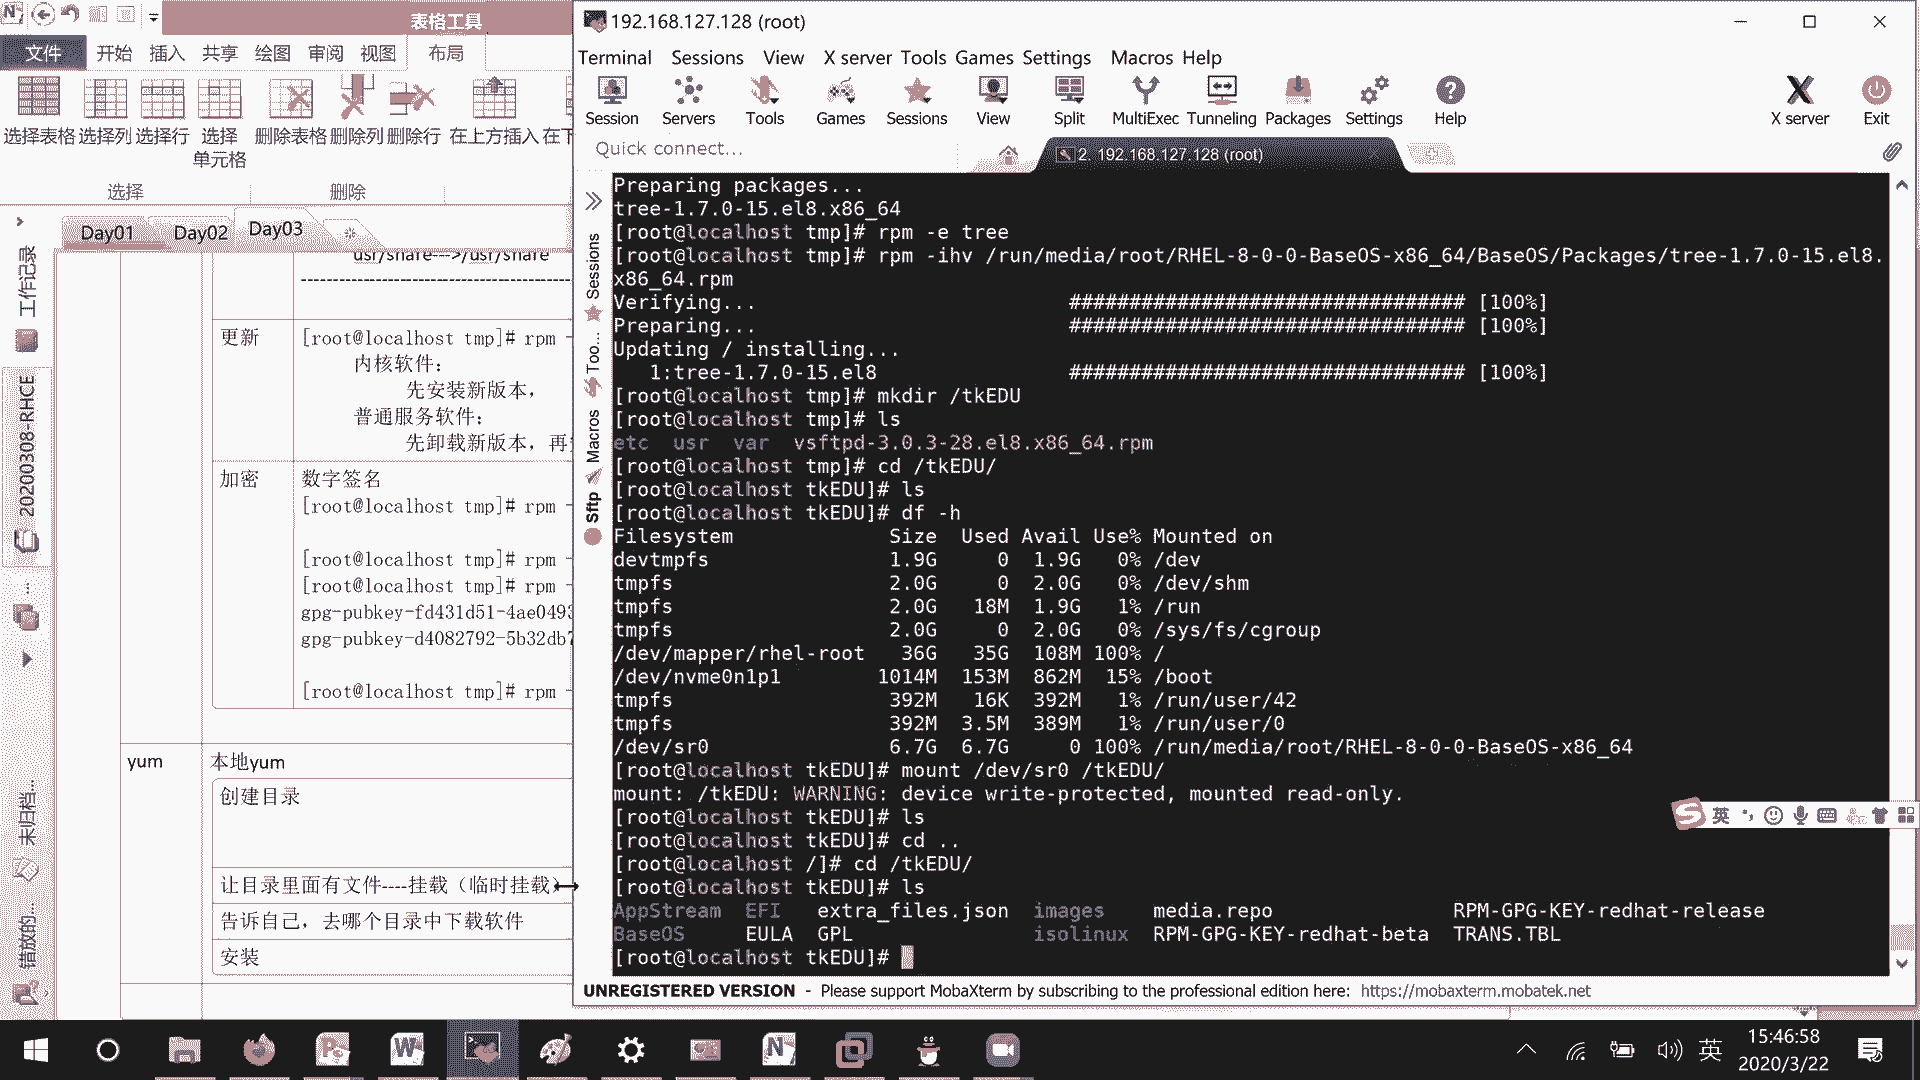 表格工具
文件 开始 插入 共享 绘图 审阅 视图 布局
选择表格 选择列 选择行 选择单元格 删除表格 删除列 删除行 在上方插入 在下
选择 删除
Day01 Day02 Day03
工作记录
20200308-RHCE
未归档...
错放的...
usr/share--->/usr/share
更新 [root@localhost tmp]# rpm -
内核软件：
先安装新版本，
普通服务软件：
先卸载新版本，再
加密 数字签名
[root@localhost tmp]# rpm -
[root@localhost tmp]# rpm -
[root@localhost tmp]# rpm -
gpg-pubkey-fd431d51-4ae0493
gpg-pubkey-d4082792-5b32db7
[root@localhost tmp]# rpm -
yum 本地yum
创建目录
让目录里面有文件----挂载（临时挂载）
告诉自己，去哪个目录中下载软件
安装
192.168.127.128 (root)
Terminal Sessions View X server Tools Games Settings Macros Help
Session Servers Tools Games Sessions View Split MultiExec Tunneling Packages Settings Help X server Exit
Quick connect...
2. 192.168.127.128 (root)
Sessions
Too...
Macros
Sftp
Preparing packages...
tree-1.7.0-15.el8.x86_64
[root@localhost tmp]# rpm -e tree
[root@localhost tmp]# rpm -ihv /run/media/root/RHEL-8-0-0-BaseOS-x86_64/BaseOS/Packages/tree-1.7.0-15.el8.
x86_64.rpm
Verifying... ################################# [100%]
Preparing... ################################# [100%]
Updating / installing...
1:tree-1.7.0-15.el8 ################################# [100%]
[root@localhost tmp]# mkdir /tkEDU
[root@localhost tmp]# ls
etc usr var vsftpd-3.0.3-28.el8.x86_64.rpm
[root@localhost tmp]# cd /tkEDU/
[root@localhost tkEDU]# ls
[root@localhost tkEDU]# df -h
Filesystem Size Used Avail Use% Mounted on
devtmpfs 1.9G 0 1.9G 0% /dev
tmpfs 2.0G 0 2.0G 0% /dev/shm
tmpfs 2.0G 18M 1.9G 1% /run
tmpfs 2.0G 0 2.0G 0% /sys/fs/cgroup
/dev/mapper/rhel-root 36G 35G 108M 100% /
/dev/nvme0n1p1 1014M 153M 862M 15% /boot
tmpfs 392M 16K 392M 1% /run/user/42
tmpfs 392M 3.5M 389M 1% /run/user/0
/dev/sr0 6.7G 6.7G 0 100% /run/media/root/RHEL-8-0-0-BaseOS-x86_64
[root@localhost tkEDU]# mount /dev/sr0 /tkEDU/
mount: /tkEDU: WARNING: device write-protected, mounted read-only.
[root@localhost tkEDU]# ls
[root@localhost tkEDU]# cd ..
[root@localhost /]# cd /tkEDU/
[root@localhost tkEDU]# ls
AppStream EFI extra_files.json images media.repo RPM-GPG-KEY-redhat-release
BaseOS EULA GPL isolinux RPM-GPG-KEY-redhat-beta TRANS.TBL
[root@localhost tkEDU]#
UNREGISTERED VERSION - Please support MobaXterm by subscribing to the professional edition here: https://mobaxterm.mobatek.net
英
英
15:46:58
2020/3/22